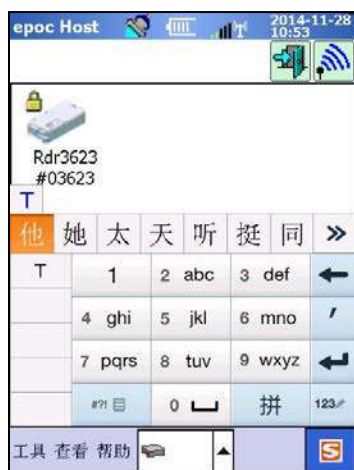 epoc Host 2014-11-28
10:53
Rdr3623
#03623
T
他 她 太 天 听 挺 同 »
T 1 2 abc 3 def
4 ghi 5 jkl 6 mno ′
7 pqrs 8 tuv 9 wxyz
#?! 0 拼 123
工具 查看 帮助 S